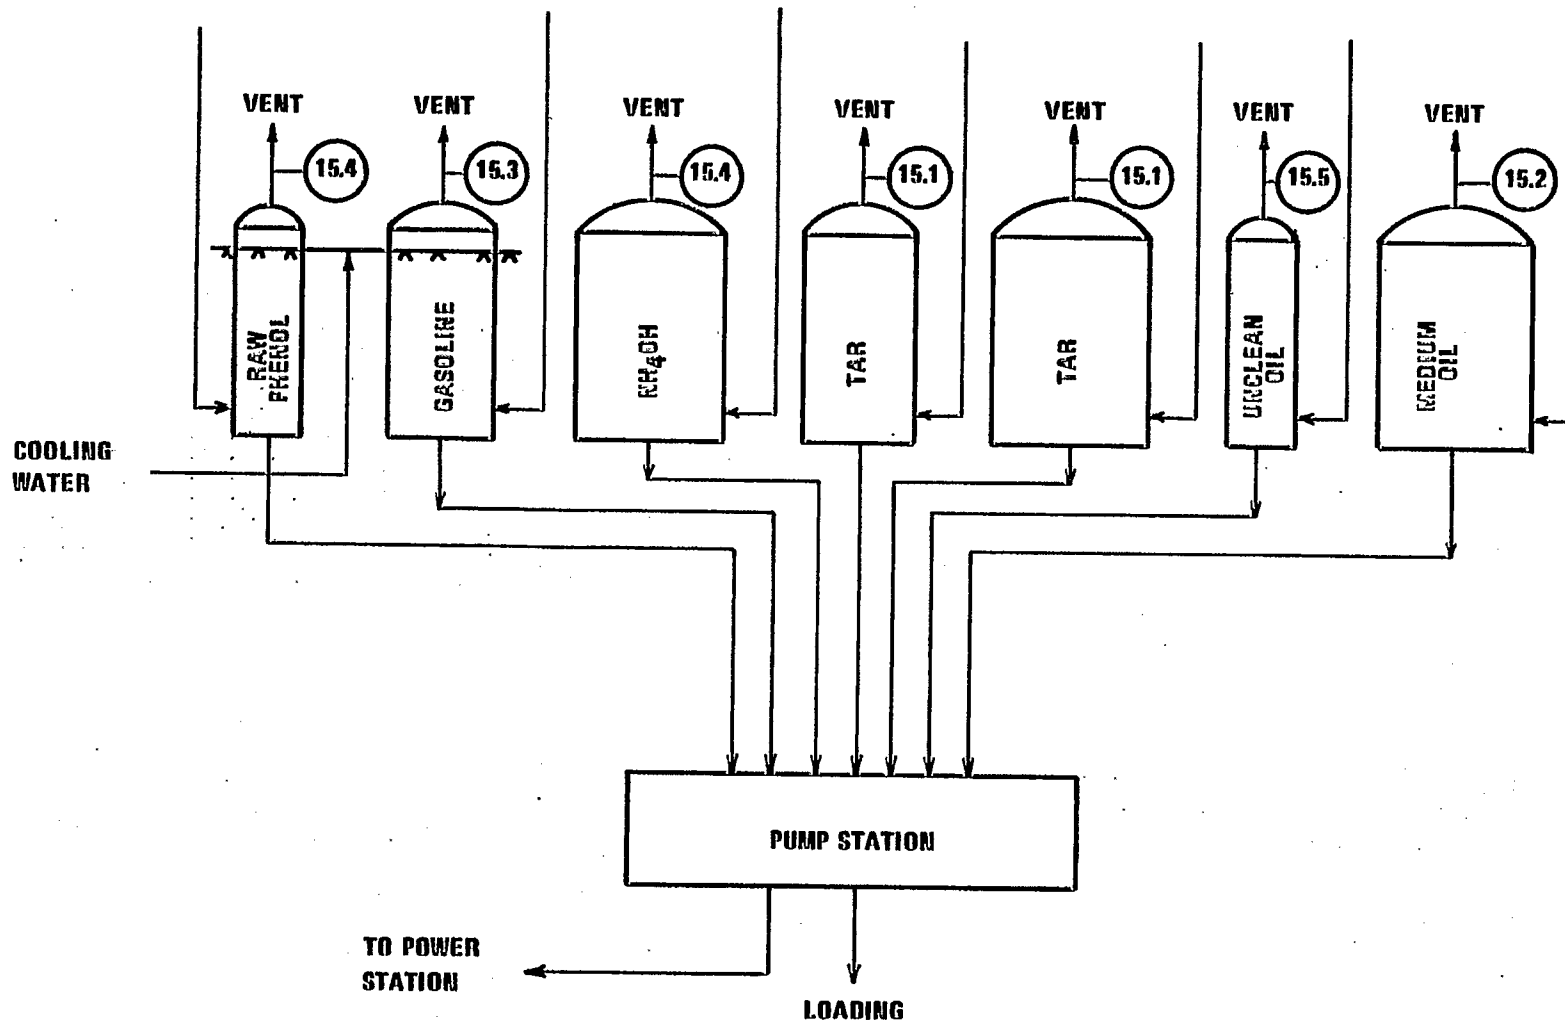 VENT
VENT
VENT
VENT
VENT
VENT
VENT
15.4
15.3
15.4
15.1
15.1
15.5
15.2
RAW
PHENOL
GASOLINE
NH4OH
TAR
TAR
UNCLEAN
OIL
MEDIUM
OIL
COOLING
WATER
PUMP STATION
TO POWER
STATION
LOADING